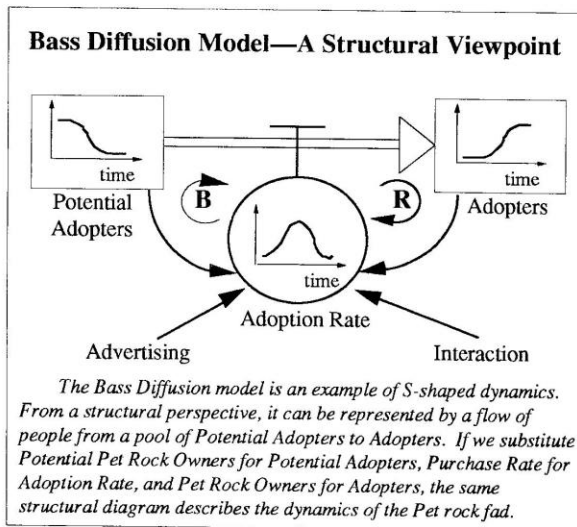 Bass Diffusion Model—A Structural Viewpoint
time
time
Potential
Adopters
B
R
Adopters
time
Adoption Rate
Advertising
Interaction
The Bass Diffusion model is an example of S-shaped dynamics.
From a structural perspective, it can be represented by a flow of
people from a pool of Potential Adopters to Adopters. If we substitute
Potential Pet Rock Owners for Potential Adopters, Purchase Rate for
Adoption Rate, and Pet Rock Owners for Adopters, the same
structural diagram describes the dynamics of the Pet rock fad.